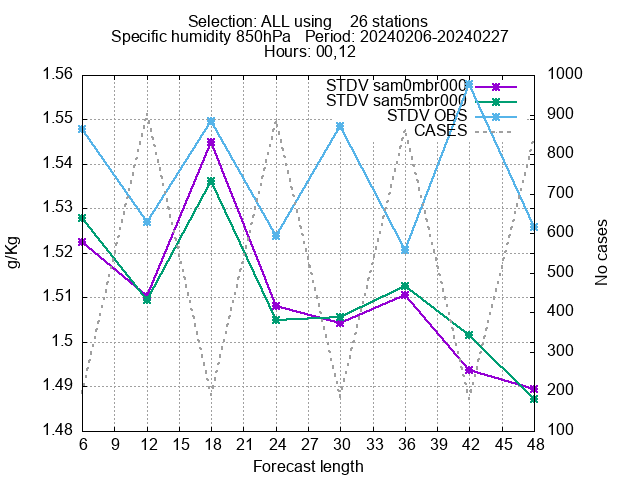 Selection: ALL using    26 stations
Specific humidity 850hPa   Period: 20240206-20240227
Hours: 00,12
1.56
1.55
1.54
1.53
1.52
1.51
1.5
1.49
1.48
g/Kg
STDV sam0mbr000
STDV sam5mbr000
STDV OBS
CASES
1000
900
800
700
600
500
400
300
200
100
No cases
6 9 12 15 18 21 24 27 30 33 36 39 42 45 48
Forecast length